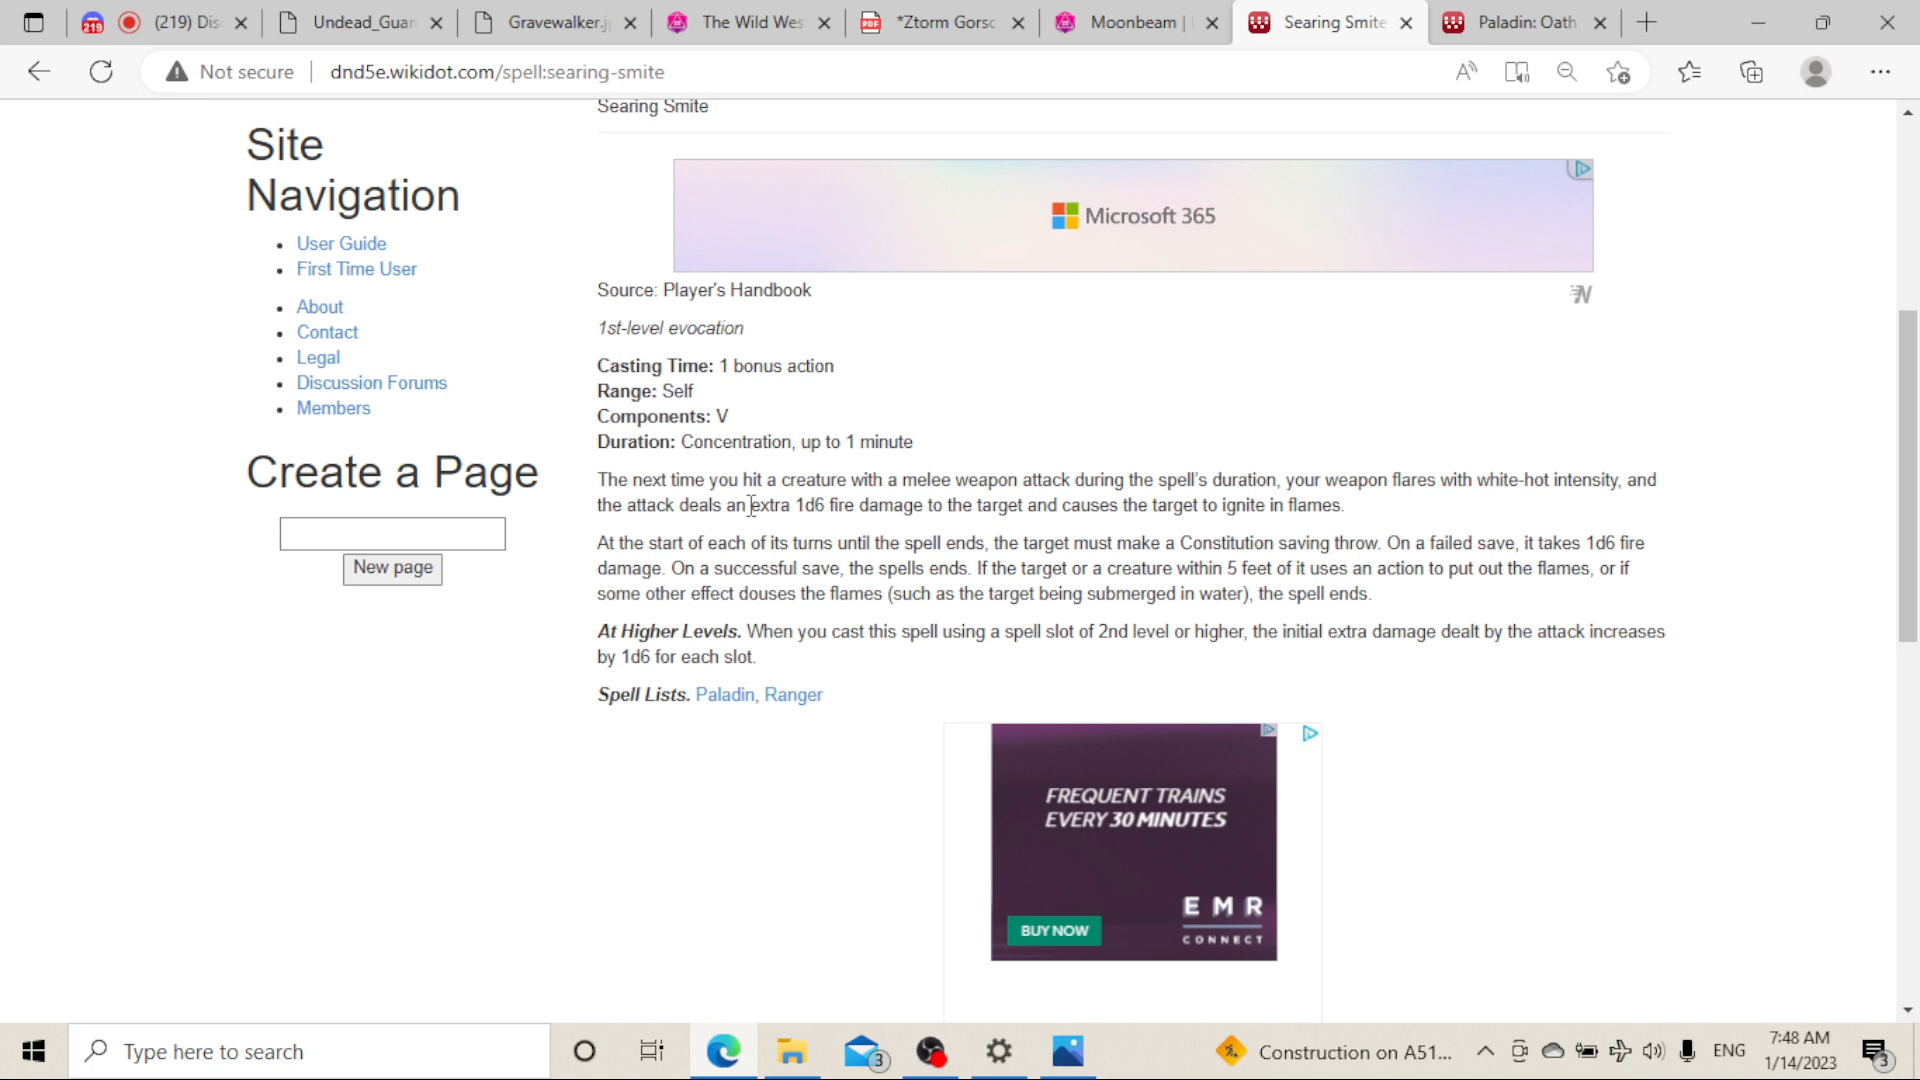 (219) Dis
Undead_Guar
Gravewalker.j
The Wild Wes
*Ztorm Gorsc
Moonbeam |
Searing Smite
Paladin: Oath
Not secure
dnd5e.wikidot.com/spell:searing-smite
Site
Navigation
User Guide
First Time User
About
Contact
Legal
Discussion Forums
Members
Create a Page
New page
Searing Smite
Microsoft 365
Source: Player's Handbook
1st-level evocation
Casting Time: 1 bonus action
Range: Self
Components: V
Duration: Concentration, up to 1 minute
The next time you hit a creature with a melee weapon attack during the spell's duration, your weapon flares with white-hot intensity, and
the attack deals an extra 1d6 fire damage to the target and causes the target to ignite in flames.
At the start of each of its turns until the spell ends, the target must make a Constitution saving throw. On a failed save, it takes 1d6 fire
damage. On a successful save, the spells ends. If the target or a creature within 5 feet of it uses an action to put out the flames, or if
some other effect douses the flames (such as the target being submerged in water), the spell ends.
At Higher Levels. When you cast this spell using a spell slot of 2nd level or higher, the initial extra damage dealt by the attack increases
by 1d6 for each slot.
Spell Lists. Paladin, Ranger
FREQUENT TRAINS
EVERY 30 MINUTES
EMR
CONNECT
BUY NOW
Type here to search
3
Construction on A51...
ENG
7:48 AM
1/14/2023
3